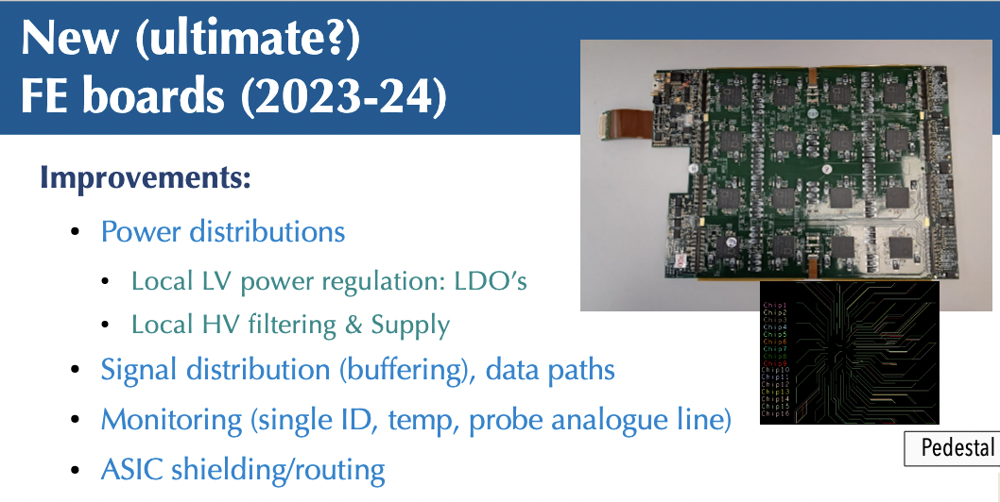 New (ultimate?)
FE boards (2023-24)
Improvements:
• Power distributions
• Local LV power regulation: LDO's
• Local HV filtering & Supply
• Signal distribution (buffering), data paths
• Monitoring (single ID, temp, probe analogue line)
• ASIC shielding/routing
Chip1
Chip2
Chip3
Chip4
Chip5
Chip6
Chip7
Chip8
Chip9
Chip10
Chip11
Chip12
Chip13
Chip14
Chip15
Chip16
Pedestal